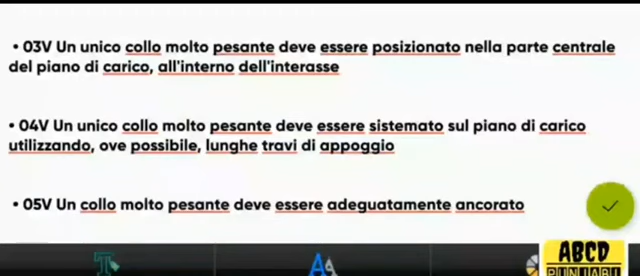 • 03V Un unico collo molto pesante deve essere posizionato nella parte centrale
del piano di carico, all'interno dell'interasse
• 04V Un unico collo molto pesante deve essere sistemato sul piano di carico
utilizzando, ove possibile, lunghe travi di appoggio
• 05V Un collo molto pesante deve essere adeguatamente ancorato
ABCD
PUNJABI